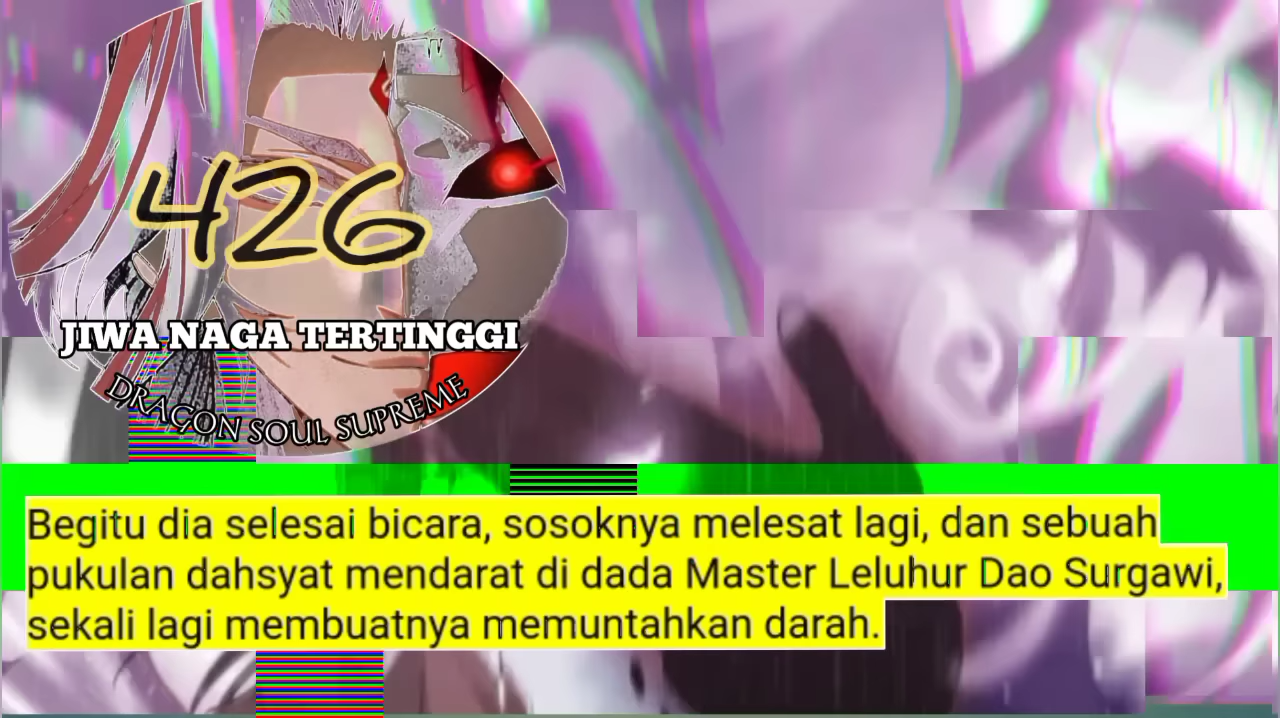 426
JIWA NAGA TERTINGGI
DRAGON SOUL SUPREME
Begitu dia selesai bicara, sosoknya melesat lagi, dan sebuah
pukulan dahsyat mendarat di dada Master Leluhur Dao Surgawi,
sekali lagi membuatnya memuntahkan darah.